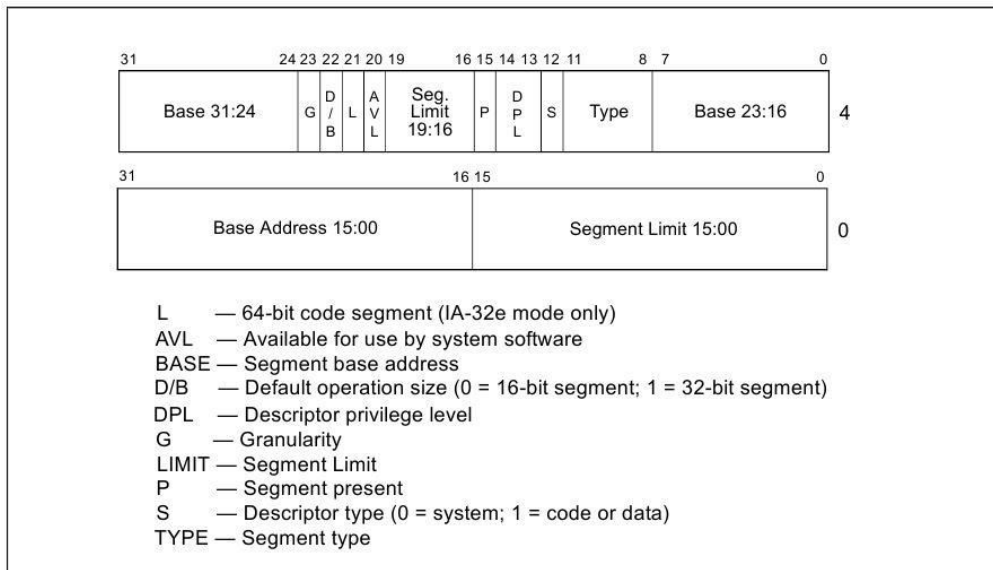 31 24 23 22 21 20 19 16 15 14 13 12 11 8 7 0
Base 31:24 G D/B L AVL Seg. Limit 19:16 P DPL S Type Base 23:16 4
31 16 15 0
Base Address 15:00 Segment Limit 15:00 0
L — 64-bit code segment (IA-32e mode only)
AVL — Available for use by system software
BASE — Segment base address
D/B — Default operation size (0 = 16-bit segment; 1 = 32-bit segment)
DPL — Descriptor privilege level
G — Granularity
LIMIT — Segment Limit
P — Segment present
S — Descriptor type (0 = system; 1 = code or data)
TYPE — Segment type